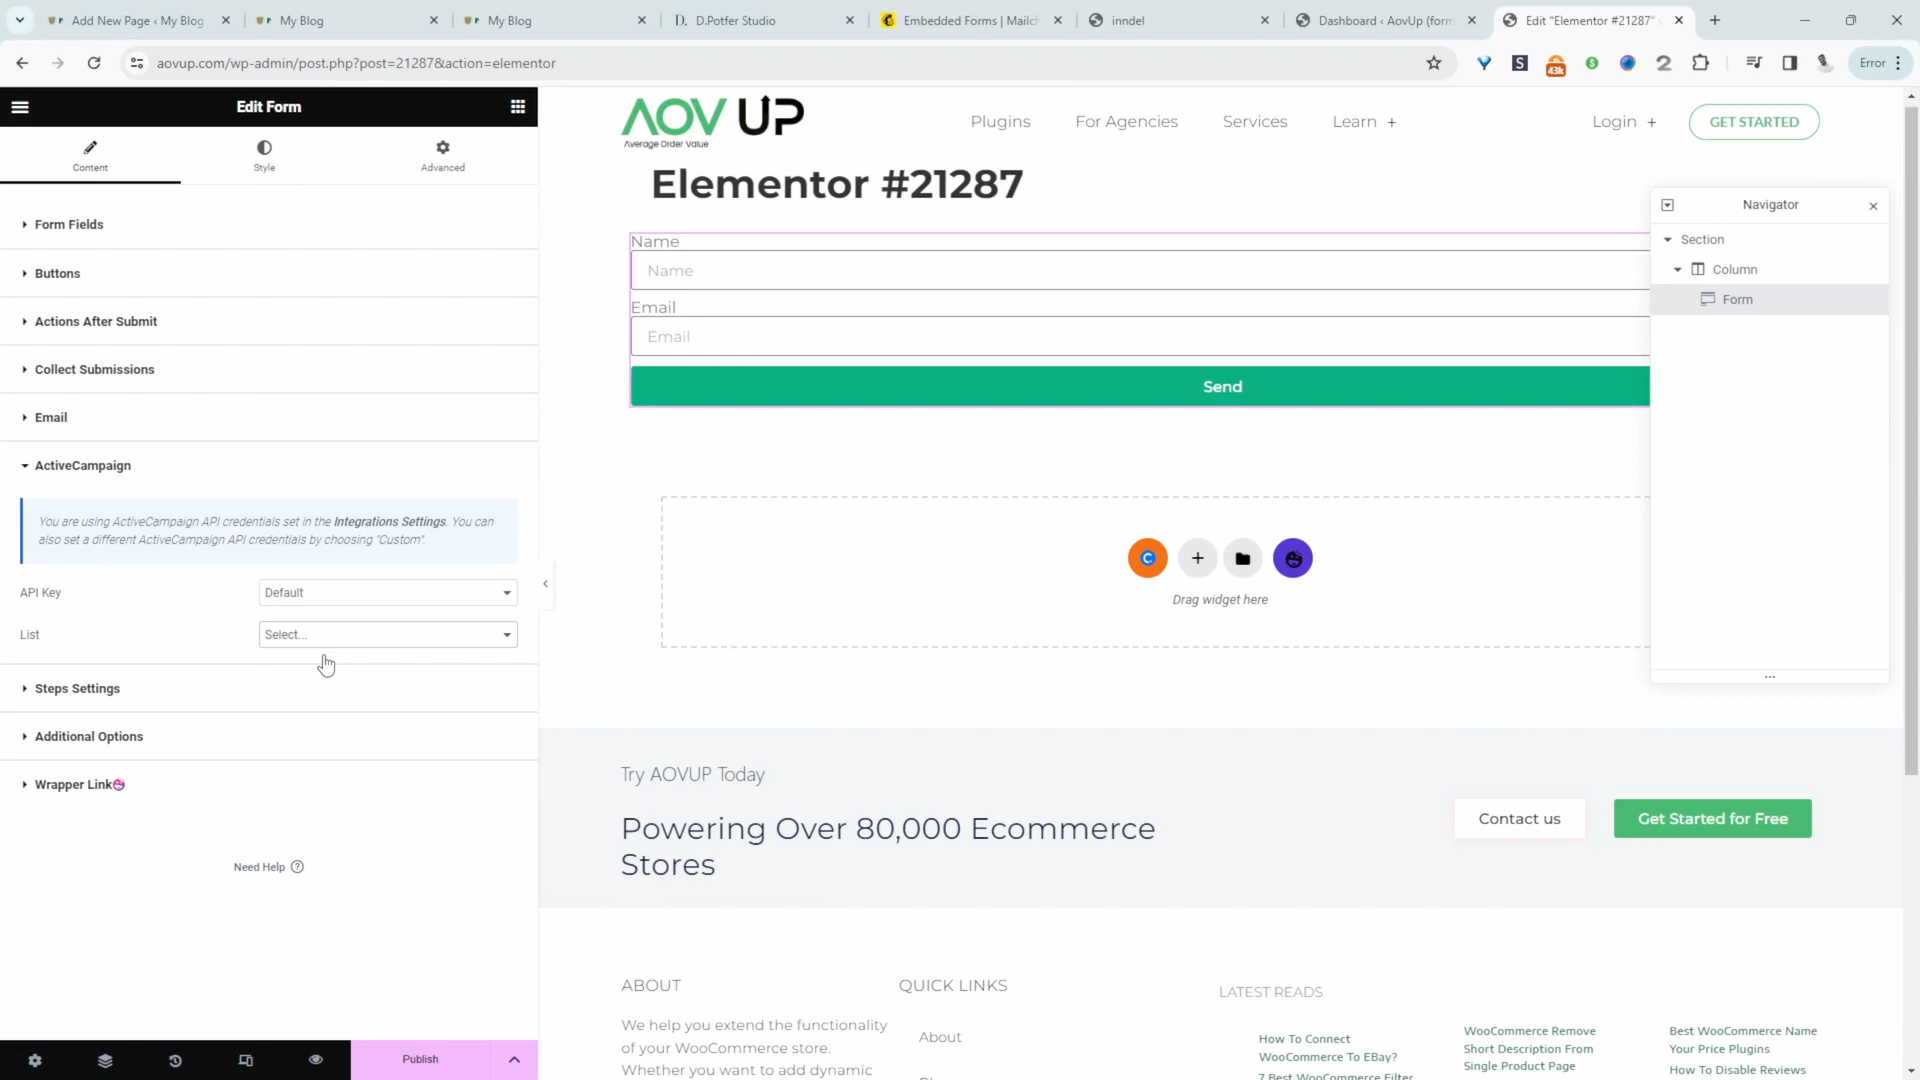 Add New Page ‹ My Blog
My Blog
My Blog
D.Potfer Studio
Embedded Forms | Mailch
inndel
Dashboard ‹ AovUp (form
Edit "Elementor #21287"
aovup.com/wp-admin/post.php?post=21287&action=elementor
43k
Error
Edit Form
Content
Style
Advanced
Form Fields
Buttons
Actions After Submit
Collect Submissions
Email
ActiveCampaign
You are using ActiveCampaign API credentials set in the Integrations Settings. You can
also set a different ActiveCampaign API credentials by choosing "Custom".
API Key
Default
List
Select...
Steps Settings
Additional Options
Wrapper Link
Need Help
Publish
AOV UP
Average Order Value
Plugins
For Agencies
Services
Learn +
Login +
GET STARTED
Elementor #21287
Name
Name
Email
Email
Send
Drag widget here
Navigator
Section
Column
Form
Try AOVUP Today
Powering Over 80,000 Ecommerce
Stores
Contact us
Get Started for Free
ABOUT
We help you extend the functionality
of your WooCommerce store.
Whether you want to add dynamic
QUICK LINKS
About
LATEST READS
How To Connect
WooCommerce To EBay?
7 Best WooCommerce Filter
WooCommerce Remove
Short Description From
Single Product Page
Best WooCommerce Name
Your Price Plugins
How To Disable Reviews